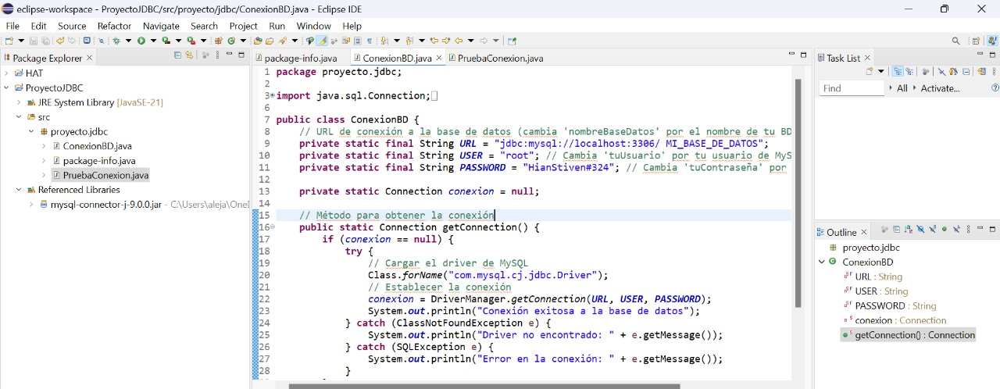 eclipse-workspace - ProyectoJDBC/src/proyecto/jdbc/ConexionBD.java - Eclipse IDE
File Edit Source Refactor Navigate Search Project Run Window Help
Package Explorer
HAT
ProyectoJDBC
JRE System Library [JavaSE-21]
src
proyecto.jdbc
ConexionBD.java
package-info.java
PruebaConexion.java
Referenced Libraries
mysql-connector-j-9.0.0.jar - C:\Users\aleja\OneI
package-info.java ConexionBD.java PruebaConexion.java
1 package proyecto.jdbc;
2
3 import java.sql.Connection;
6
7 public class ConexionBD {
8 // URL de conexión a la base de datos (cambia 'nombreBaseDatos' por el nombre de tu BD
9 private static final String URL = "jdbc:mysql://localhost:3306/ MI_BASE_DE_DATOS";
10 private static final String USER = "root"; // Cambia 'tuUsuario' por tu usuario de MyS
11 private static final String PASSWORD = "HianStiven#324"; // Cambia 'tuContraseña' por
12
13 private static Connection conexion = null;
14
15 // Método para obtener la conexión
16 public static Connection getConnection() {
17 if (conexion == null) {
18 try {
19 // Cargar el driver de MySQL
20 Class.forName("com.mysql.cj.jdbc.Driver");
21 // Establecer la conexión
22 conexion = DriverManager.getConnection(URL, USER, PASSWORD);
23 System.out.println("Conexión exitosa a la base de datos");
24 } catch (ClassNotFoundException e) {
25 System.out.println("Driver no encontrado: " + e.getMessage());
26 } catch (SQLException e) {
27 System.out.println("Error en la conexión: " + e.getMessage());
28 }
Task List
Find All Activate...
Outline
proyecto.jdbc
ConexionBD
URL : String
USER : String
PASSWORD : String
conexion : Connection
getConnection() : Connection